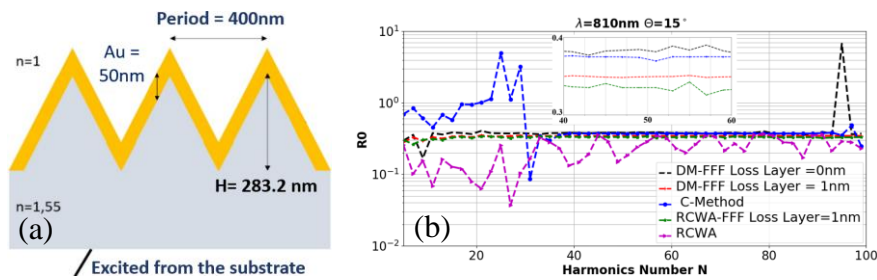 Period = 400nm
Au =
50nm
n=1
H= 283.2 nm
n=1,55
(a)
Excited from the substrate
(b)
λ=810nm Θ=15°
R0
10¹
10⁰
10⁻¹
10⁻²
0.4
0.3
40 50 60
DM-FFF Loss Layer =0nm
DM-FFF Loss Layer = 1nm
C-Method
RCWA-FFF Loss Layer=1nm
RCWA
20 40 60 80 100
Harmonics Number N